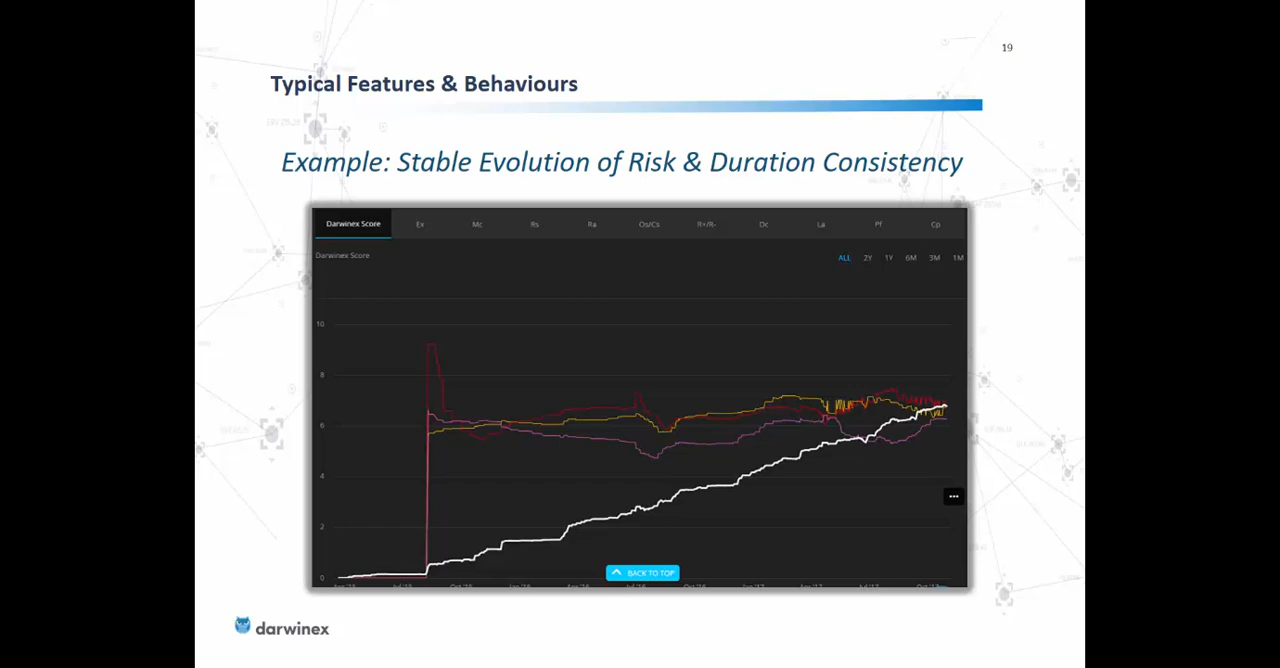 19
Typical Features & Behaviours
Example: Stable Evolution of Risk & Duration Consistency
Darwinex Score Ex Mc Rs Ra Os/Cs R+/R- Dc La Pf Cp
Darwinex Score
ALL 2Y 1Y 6M 3M 1M
10
8
6
4
2
0
BACK TO TOP
darwinex